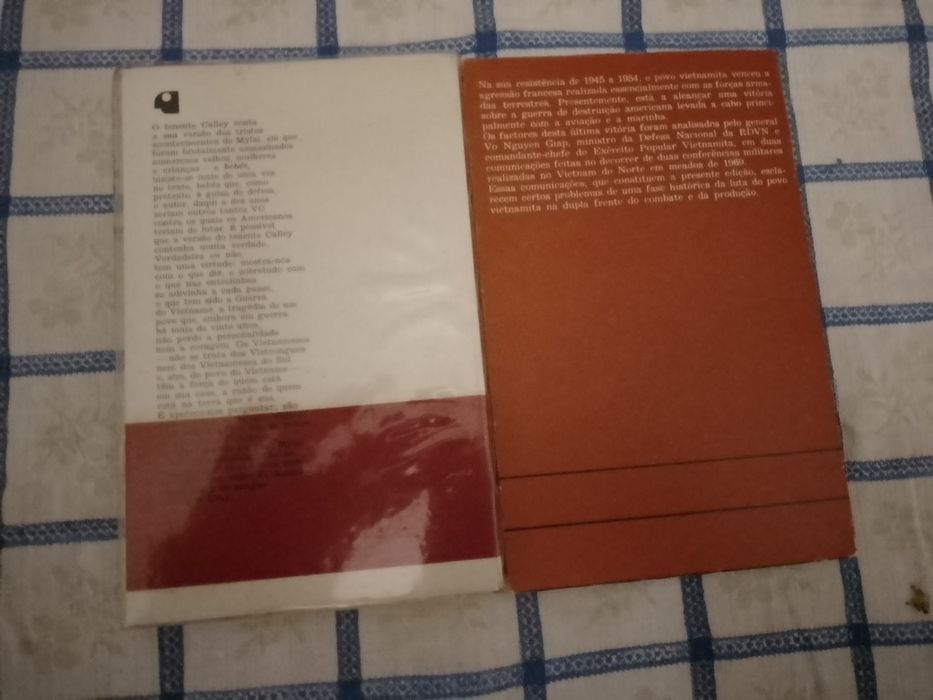 O tenente Calley conta
a sua versão dos tristes
acontecimentos de Mylai, em que
foram brutalmente assassinados
numerosos velhos, mulheres
e crianças — e bebés,
insiste-se mais de uma vez
no texto, bebés que, como
pretexto à guisa de defesa,
o autor, daqui a dez anos
seriam outros tantos VC
contra os quais os Americanos
teriam de lutar. É possível
que a versão do tenente Calley
contenha muita verdade.
Verdadeira ou não,
tem uma virtude: mostra-nos
com o que diz, e sobretudo com
o que nas entrelinhas
se adivinha a cada passo,
o que tem sido a Guerra
do Vietname, a tragédia de um
povo que, embora em guerra
há mais de vinte anos,
não perde a personalidade
nem a coragem. Os Vietnameses
— não se trata dos Vietcongues
nem dos Vietnameses do Sul
e, sim, do povo do Vietname —
têm a força de quem está
em sua casa, a razão de quem
está na terra que é sua.
perguntar: não
Na sua resistência de 1945 a 1954, o povo vietnamita venceu a
agressão francesa realizada essencialmente com as forças arma-
das terrestres. Presentemente, está a alcançar uma vitória
sobre a guerra de destruição americana levada a cabo princi-
palmente com a aviação e a marinha.
Os factores desta última vitória foram analisados pelo general
Vo Nguyen Giap, ministro da Defesa Nacional da RDVN e
comandante-chefe do Exército Popular Vietnamita, em duas
comunicações feitas no decorrer de duas conferências militares
realizadas no Vietnam do Norte em meados de 1969.
Essas comunicações, que constituem a presente edição, escla-
recem certos problemas de uma fase histórica da luta do povo
vietnamita na dupla frente do combate e da produção.